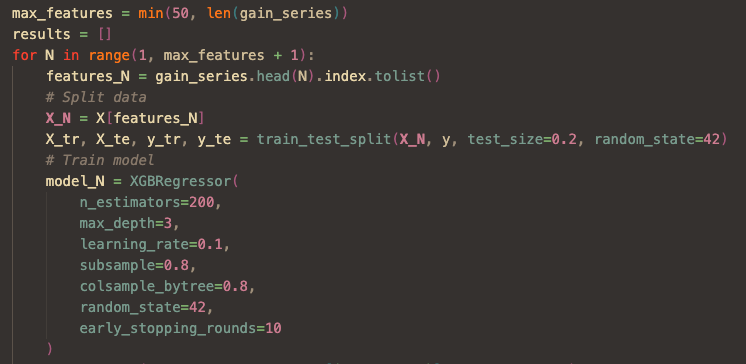 max_features = min(50, len(gain_series))
results = []
for N in range(1, max_features + 1):
    features_N = gain_series.head(N).index.tolist()
    # Split data
    X_N = X[features_N]
    X_tr, X_te, y_tr, y_te = train_test_split(X_N, y, test_size=0.2, random_state=42)
    # Train model
    model_N = XGBRegressor(
        n_estimators=200,
        max_depth=3,
        learning_rate=0.1,
        subsample=0.8,
        colsample_bytree=0.8,
        random_state=42,
        early_stopping_rounds=10
    )